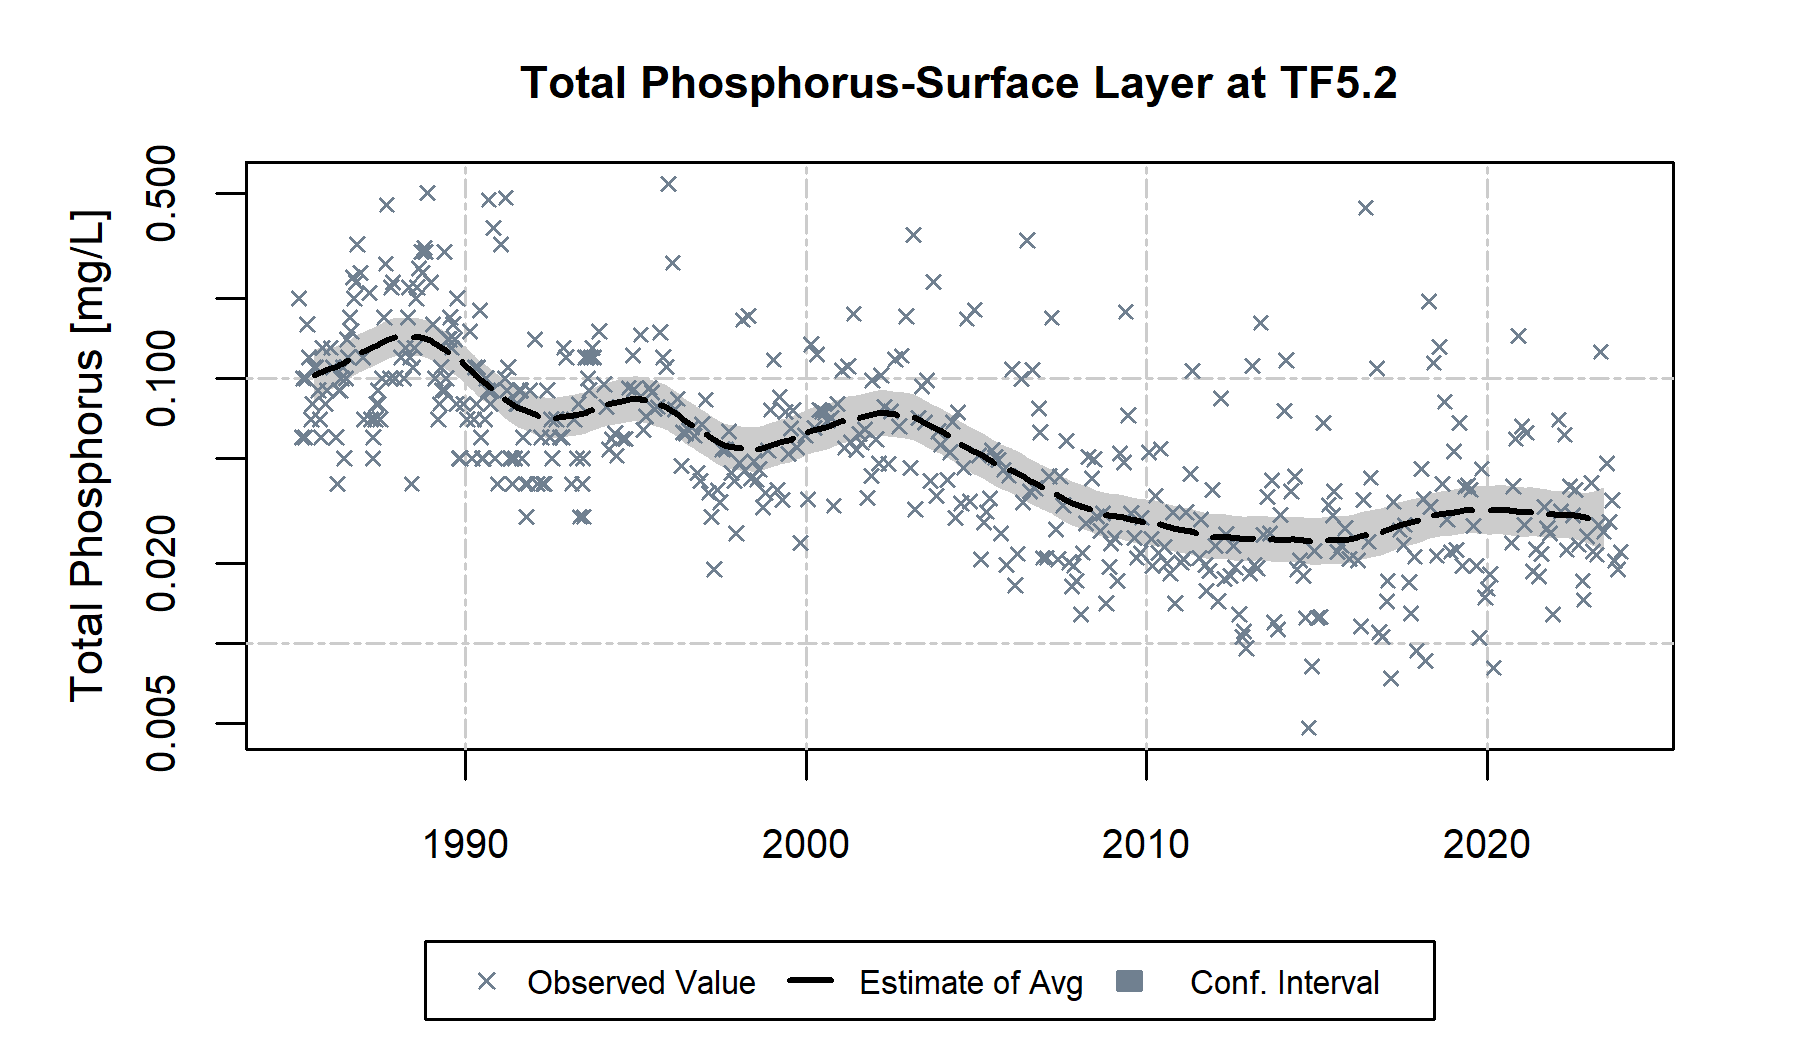 Total Phosphorus-Surface Layer at TF5.2
Total Phosphorus [mg/L]
0.500
0.100
0.020
0.005
1990 2000 2010 2020
Observed Value Estimate of Avg Conf. Interval